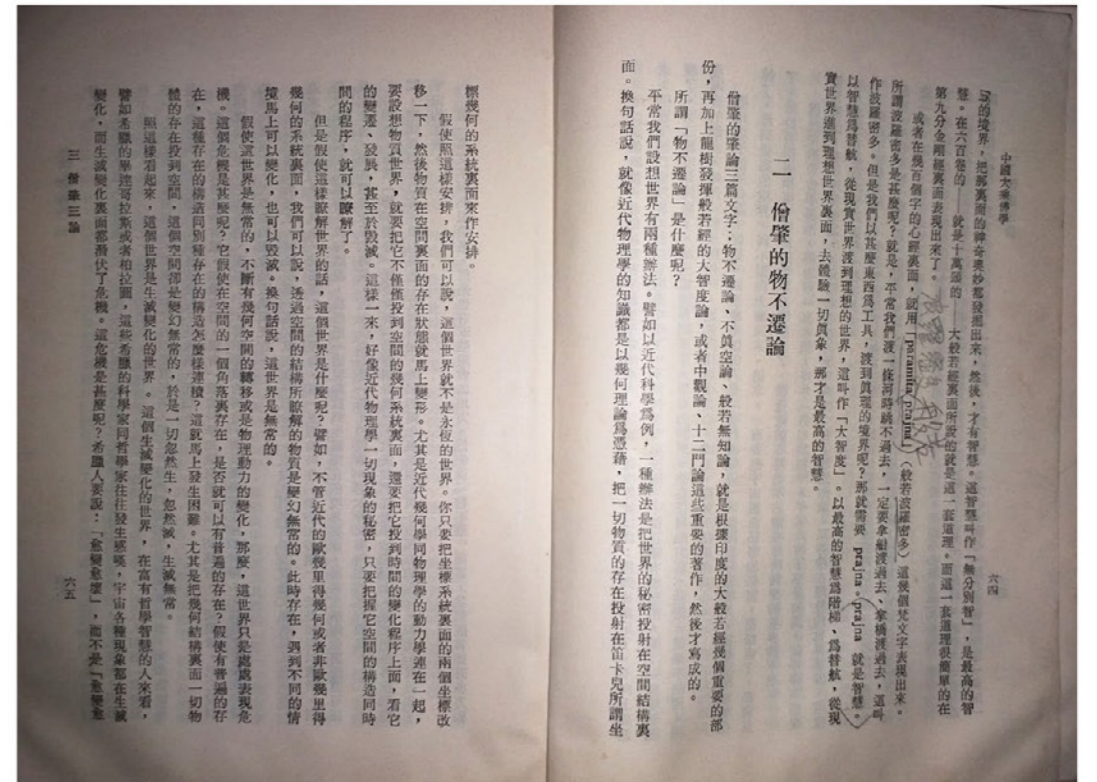 中國大乘佛學
六四
的境界，把那裏面的神奇奧妙都發揮出來，然後，才有智慧。這智慧叫作「無分別智」，是最高的智
慧。在六百卷的——就是十萬頌的——大般若經裏面所談的就是這一套道理。而這一套道理很簡單的在
第九分金剛經裏面表現出來了。
或者在幾百個字的心經裏面，就用「paramita prajna」（般若波羅密多）這幾個梵文字表現出來。
所謂波羅密多是甚麼呢？就是，平常我們渡一條河時跳不過去，一定要拿船渡過去、拿橋渡過去，這叫
作波羅密多。但是我們以甚麼東西爲工具，渡到眞理的境界呢？那就需要 prajna。prajna 就是智慧。
以智慧爲替航，從現實世界渡到理想的世界，這叫作「大智度」。以最高的智慧爲階梯、爲替航，從現
實世界進到理想世界裏面，去體驗一切眞象，那才是最高的智慧。
二 僧肇的物不遷論
僧肇的肇論三篇文字：物不遷論、不眞空論、般若無知論，就是根據印度的大般若經幾個重要的部
份，再加上龍樹發揮般若經的大智度論，或者中觀論、十二門論這些重要的著作，然後才寫成的。
所謂「物不遷論」是什麼呢？
平常我們設想世界有兩種辦法。譬如以近代科學爲例，一種辦法是把世界的秘密投射在空間結構裏
面。換句話說，就像近代物理學的知識都是以幾何理論爲憑藉，把一切物質的存在投射在笛卡兒所謂坐
標幾何的系統裏面來作安排。
假使照這樣安排，我們可以說，這個世界就不是永恆的世界。你只要把坐標系統裏面的兩個坐標改
移一下，然後物質在空間裏面的存在狀態就馬上變形。尤其是近代幾何學同物理學的動力學連在一起，
要設想物質世界，就要把它不僅僅投到空間的幾何系統裏面，還要把它投到時間的變化程序上面，看它
的變遷、發展，甚至於毀滅。這樣一來，好像近代物理學，一切現象的秘密，只要把握它空間的構造同時
間的程序，就可以瞭解了。
但是假使這樣瞭解世界的話，這個世界是什麼呢？譬如，不管近代的歐幾里得幾何或者非歐幾里得
幾何的系統裏面，我們可以說，透過空間的結構所瞭解的物質是變幻無常的。此時存在，遇到不同的情
境馬上可以變化，也可以毀滅。換句話說，這世界是無常的。
假使這世界是無常的，不斷有幾何空間的轉移或是物理動力的變化，那麼，這世界只是處處表現危
機。這個危機是甚麼呢？它假使在空間的一個角落裏存在，是否就可以有普遍的存在？假使有普遍的存
在，這種存在的構造同別種存在的構造怎麼樣連續？這就馬上發生困難。尤其是把幾何結構裏面一切物
體的存在投到空間，這個空間卻是變幻無常的，於是一切忽然生，忽然滅，生滅無常。
照這樣看起來，這個世界是生滅變化的世界。這個生滅變化的世界，在富有哲學智慧的人來看，
譬如希臘的畢達哥拉斯或者柏拉圖，這些希臘的科學家同哲學家往往發生感嘆，宇宙各種現象都在生滅
變化，而生滅變化裏面都潛伏了危機。這危機是甚麼呢？希臘人要說：「愈變愈壞」，而不是「愈變愈
三 僧肇三論
六五